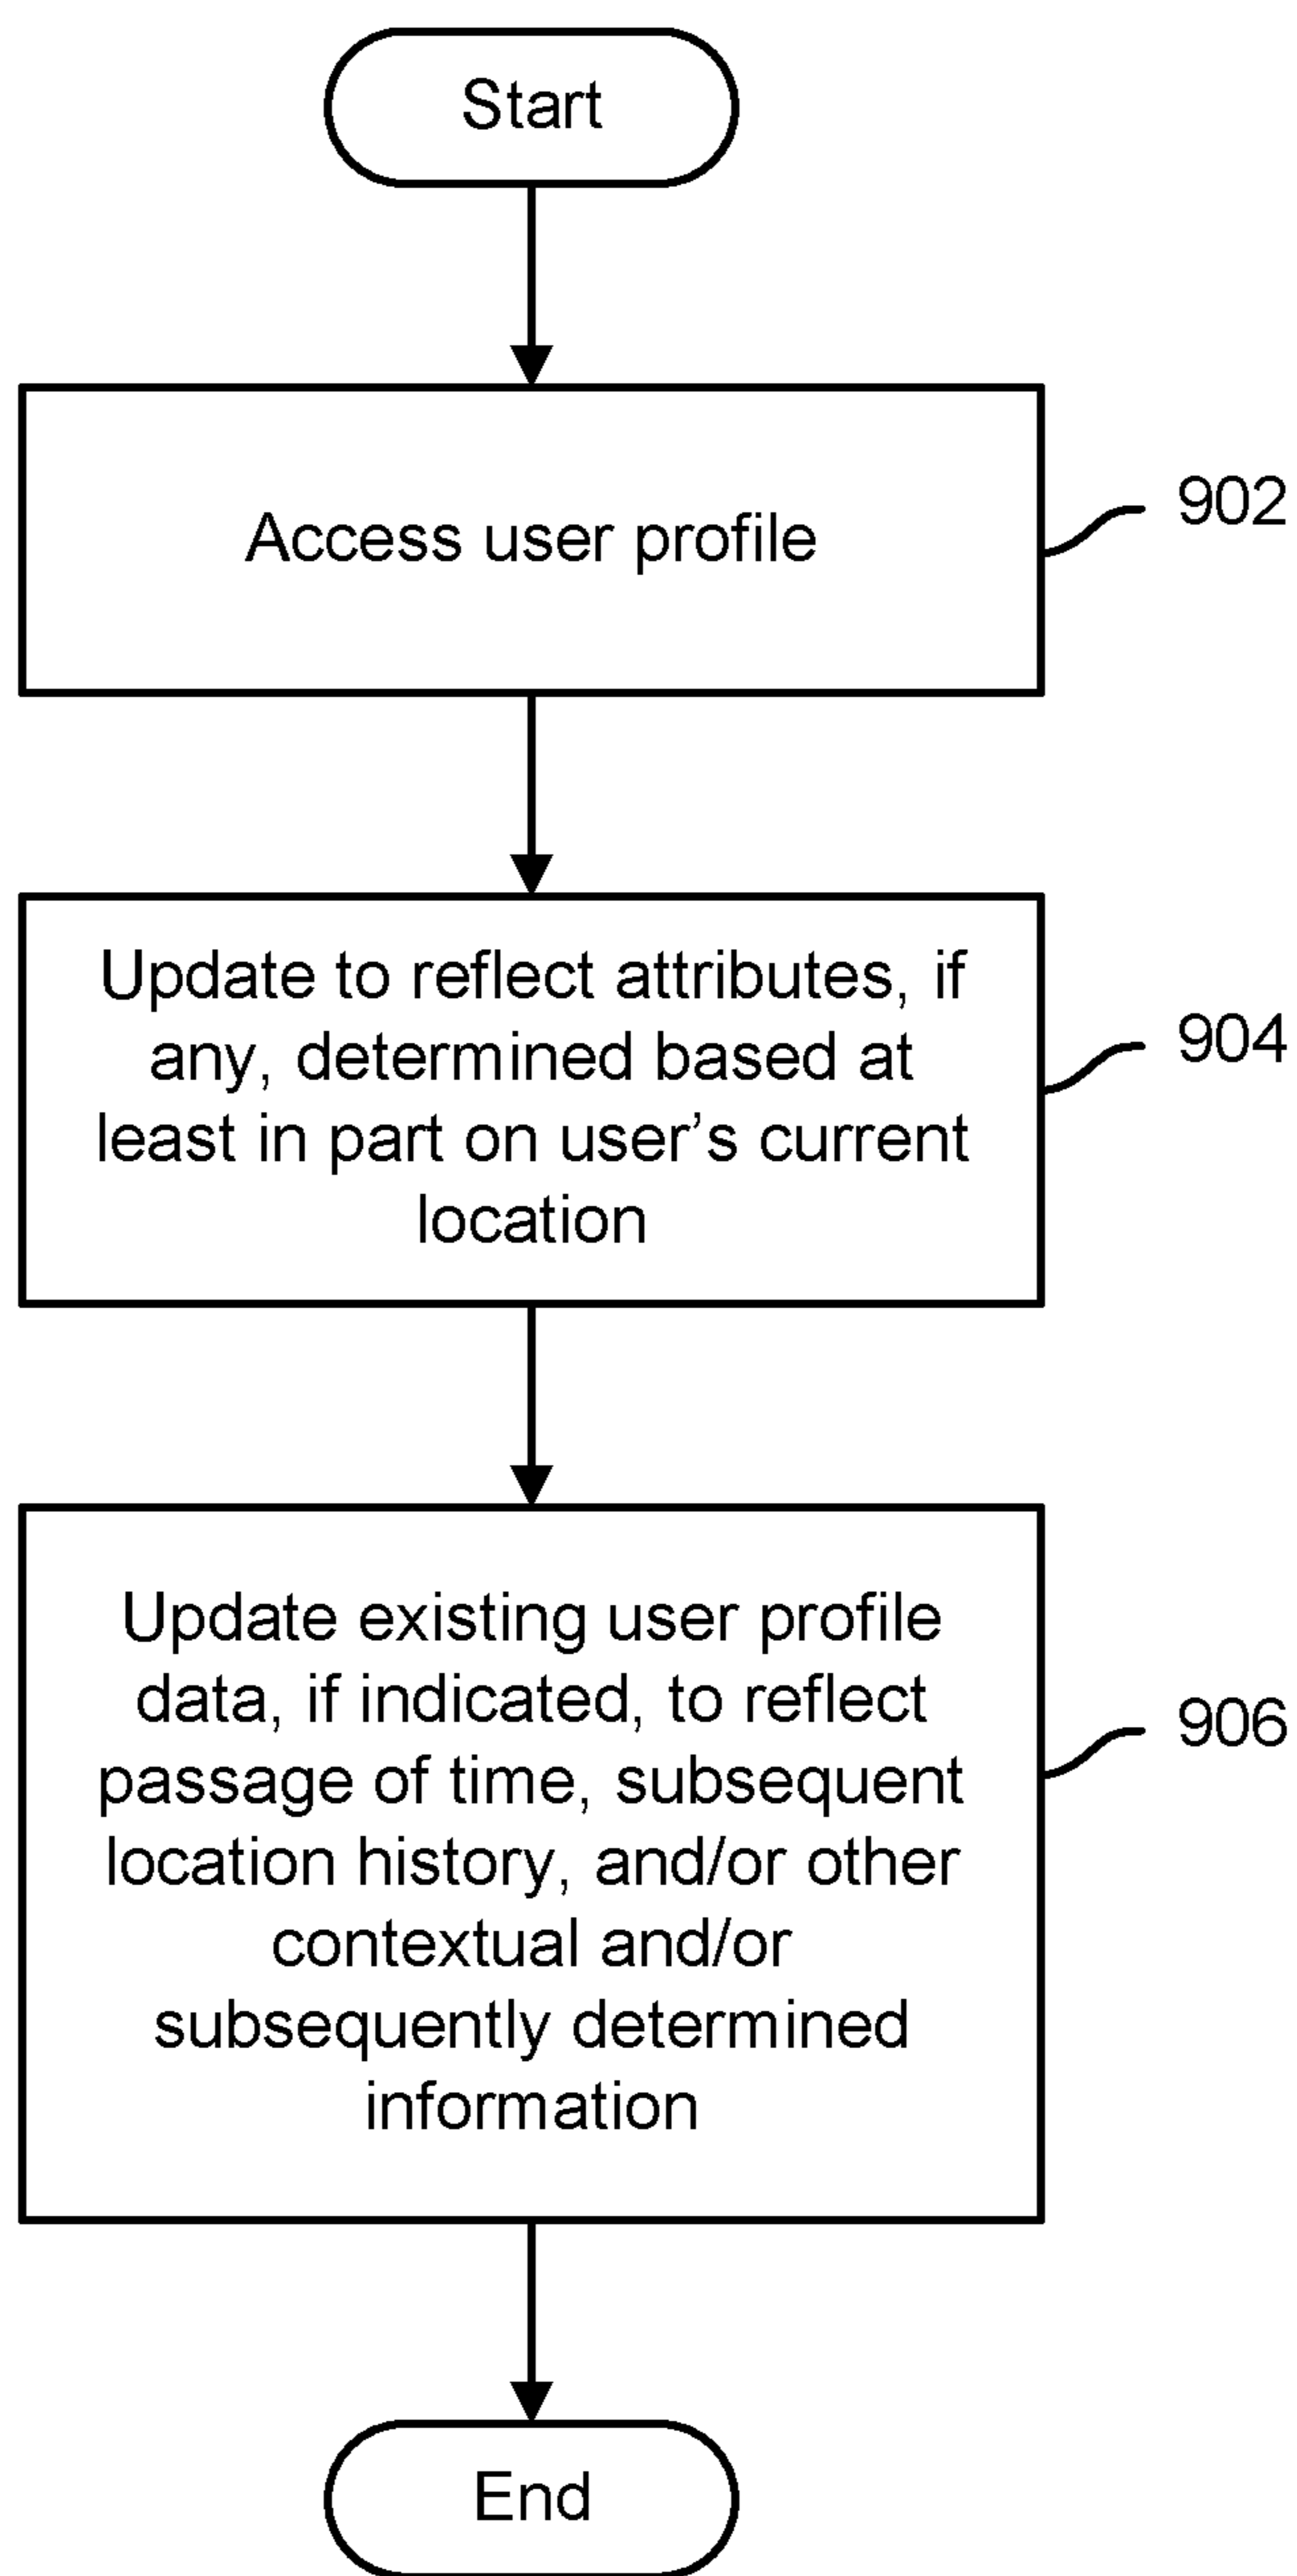 Start
Access user profile
902
Update to reflect attributes, if
any, determined based at
least in part on user’s current
location
904
Update existing user profile
data, if indicated, to reflect
passage of time, subsequent
location history, and/or other
contextual and/or
subsequently determined
information
906
End